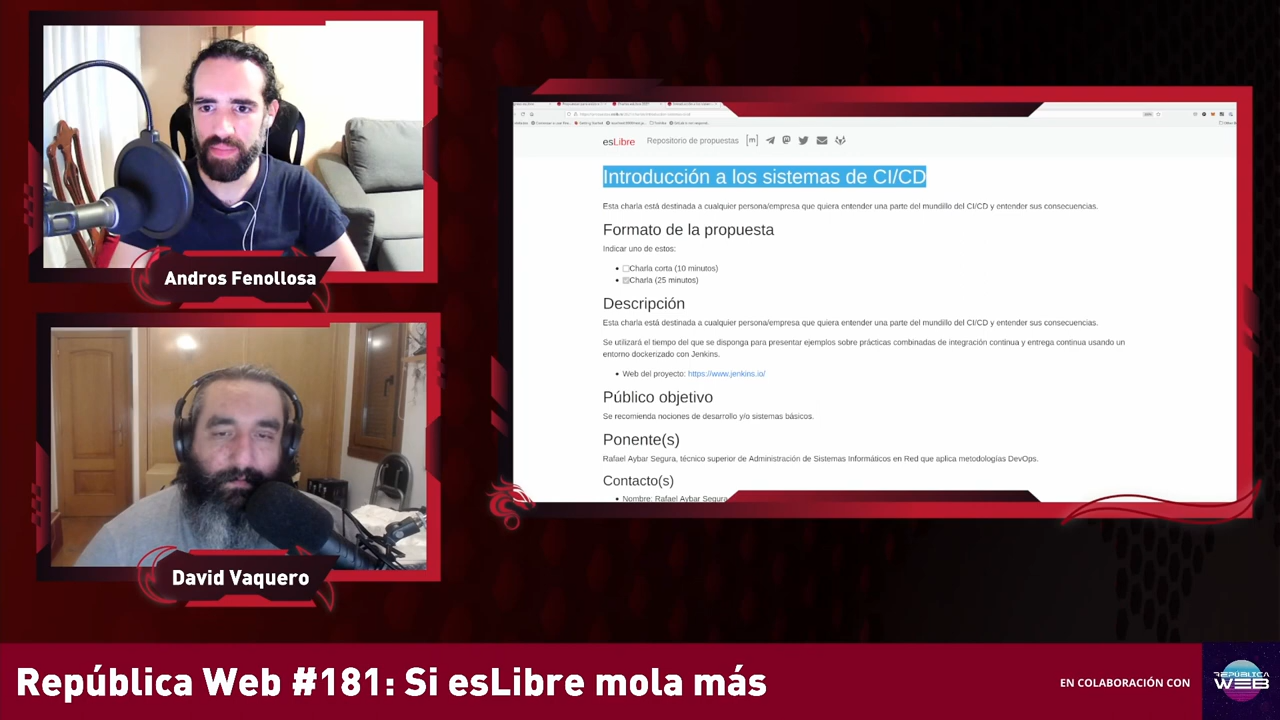 Andros Fenollosa
David Vaquero
esLibre
Repositorio de propuestas
[m]
Introducción a los sistemas de CI/CD
Esta charla está destinada a cualquier persona/empresa que quiera entender una parte del mundillo del CI/CD y entender sus consecuencias.
Formato de la propuesta
Indicar uno de estos:
Charla corta (10 minutos)
Charla (25 minutos)
Descripción
Esta charla está destinada a cualquier persona/empresa que quiera entender una parte del mundillo del CI/CD y entender sus consecuencias.
Se utilizará el tiempo del que se disponga para presentar ejemplos sobre prácticas combinadas de integración continua y entrega continua usando un
entorno dockerizado con Jenkins.
Web del proyecto: https://www.jenkins.io/
Público objetivo
Se recomienda nociones de desarrollo y/o sistemas básicos.
Ponente(s)
Rafael Aybar Segura, técnico superior de Administración de Sistemas Informáticos en Red que aplica metodologías DevOps.
Contacto(s)
Nombre: Rafael Aybar Segura
República Web #181: Si esLibre mola más
EN COLABORACIÓN CON
REPÚBLICA
WEB